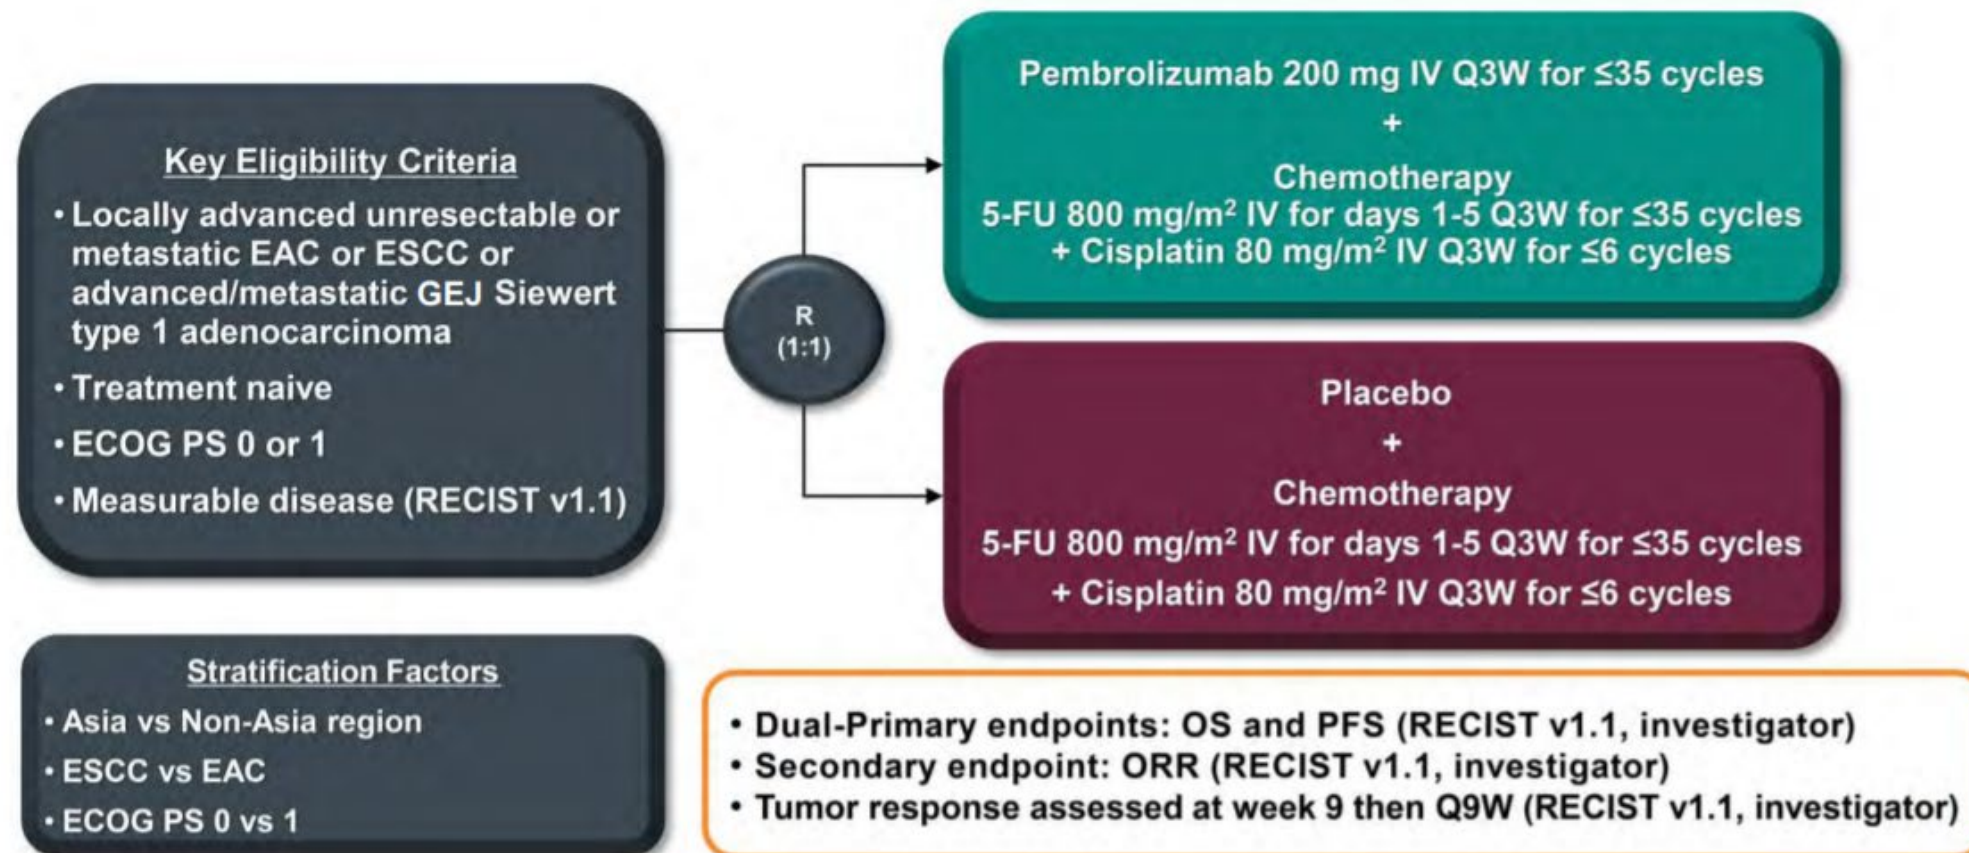 Key Eligibility Criteria
• Locally advanced unresectable or
metastatic EAC or ESCC or
advanced/metastatic GEJ Siewert
type 1 adenocarcinoma
• Treatment naive
• ECOG PS 0 or 1
• Measurable disease (RECIST v1.1)
R
(1:1)
Pembrolizumab 200 mg IV Q3W for ≤35 cycles
+
Chemotherapy
5-FU 800 mg/m² IV for days 1-5 Q3W for ≤35 cycles
+ Cisplatin 80 mg/m² IV Q3W for ≤6 cycles
Placebo
+
Chemotherapy
5-FU 800 mg/m² IV for days 1-5 Q3W for ≤35 cycles
+ Cisplatin 80 mg/m² IV Q3W for ≤6 cycles
Stratification Factors
• Asia vs Non-Asia region
• ESCC vs EAC
• ECOG PS 0 vs 1
• Dual-Primary endpoints: OS and PFS (RECIST v1.1, investigator)
• Secondary endpoint: ORR (RECIST v1.1, investigator)
• Tumor response assessed at week 9 then Q9W (RECIST v1.1, investigator)